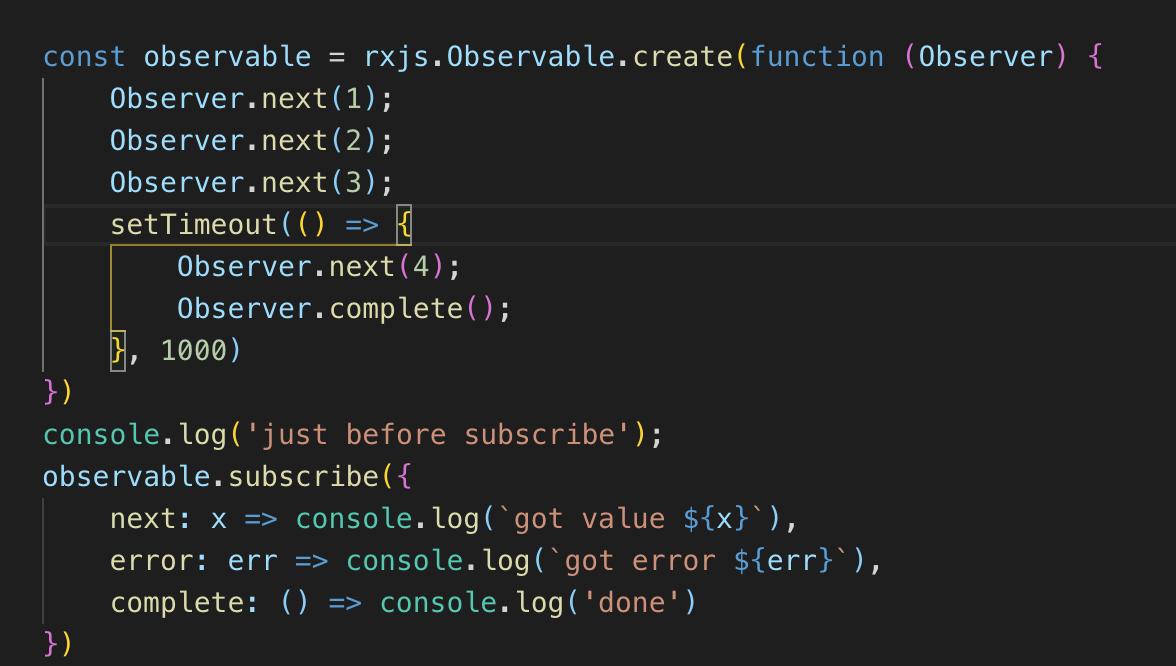 const observable = rxjs.Observable.create(function (Observer) {
    Observer.next(1);
    Observer.next(2);
    Observer.next(3);
    setTimeout(() => {
        Observer.next(4);
        Observer.complete();
    }, 1000)
})
console.log('just before subscribe');
observable.subscribe({
    next: x => console.log(`got value ${x}`),
    error: err => console.log(`got error ${err}`),
    complete: () => console.log('done')
})